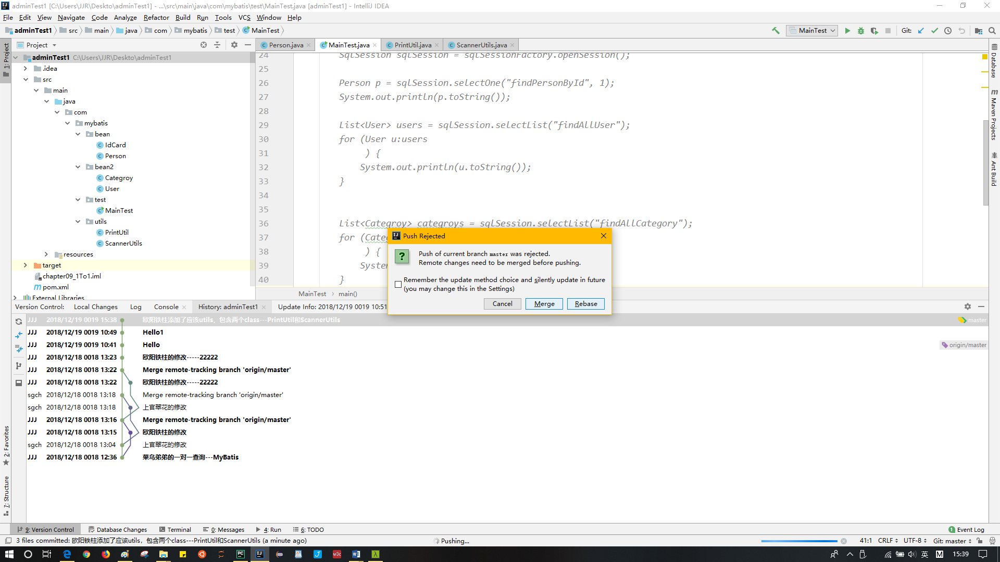 adminTest1 [C:\Users\JJR\Deskto\adminTest1] - ...\src\main\java\com\mybatis\test\MainTest.java [adminTest1] - IntelliJ IDEA
File Edit View Navigate Code Analyze Refactor Build Run Tools VCS Window Help
adminTest1 src main java com mybatis test MainTest
MainTest Git:
Project
Person.java MainTest.java PrintUtil.java ScannerUtils.java
1: Project
adminTest1 C:\Users\JJR\Deskto\adminTest1
.idea
src
main
java
com
mybatis
bean
IdCard
Person
bean2
Categroy
User
test
MainTest
utils
PrintUtil
ScannerUtils
resources
target
chapter09_1To1.iml
pom.xml
External Libraries
24 SqlSession sqlSession = sqlSessionFactory.openSession();
25
26 Person p = sqlSession.selectOne("findPersonById", 1);
27 System.out.println(p.toString());
28
29 List<User> users = sqlSession.selectList("findAllUser");
30 for (User u:users
31 ) {
32 System.out.println(u.toString());
33 }
34
35
36 List<Categroy> categroys = sqlSession.selectList("findAllCategory");
37 for (Categ
38 ) {
39 System
40 }
MainTest main()
Database
Maven Projects
Ant Build
Push Rejected
Push of current branch master was rejected.
Remote changes need to be merged before pushing.
Remember the update method choice and silently update in future
(you may change this in the Settings)
Cancel Merge Rebase
Version Control: Local Changes Log Console History: adminTest1 Update Info: 2018/12/19 0019 10:51
JJJ 2018/12/19 0019 15:38 欧阳铁柱添加了应该utils，包含两个class---PrintUtil和ScannerUtils master
JJJ 2018/12/19 0019 10:49 Hello1
JJJ 2018/12/19 0019 10:41 Hello origin/master
JJJ 2018/12/18 0018 13:23 欧阳铁柱的修改-----22222
JJJ 2018/12/18 0018 13:22 Merge remote-tracking branch 'origin/master'
JJJ 2018/12/18 0018 13:22 欧阳铁柱的修改-----22222
sgch 2018/12/18 0018 13:18 Merge remote-tracking branch 'origin/master'
sgch 2018/12/18 0018 13:18 上官翠花的修改
JJJ 2018/12/18 0018 13:16 Merge remote-tracking branch 'origin/master'
JJJ 2018/12/18 0018 13:15 欧阳铁柱的修改
sgch 2018/12/18 0018 13:04 上官翠花的修改
JJJ 2018/12/18 0018 12:36 菜鸟弟弟的一对一查询---MyBatis
2: Favorites
7: Structure
9: Version Control Database Changes Terminal 0: Messages 4: Run 6: TODO 1 Event Log
3 files committed: 欧阳铁柱添加了应该utils，包含两个class---PrintUtil和ScannerUtils (a minute ago) Pushing... 41:1 CRLF UTF-8 Git: master
英 M 15:39